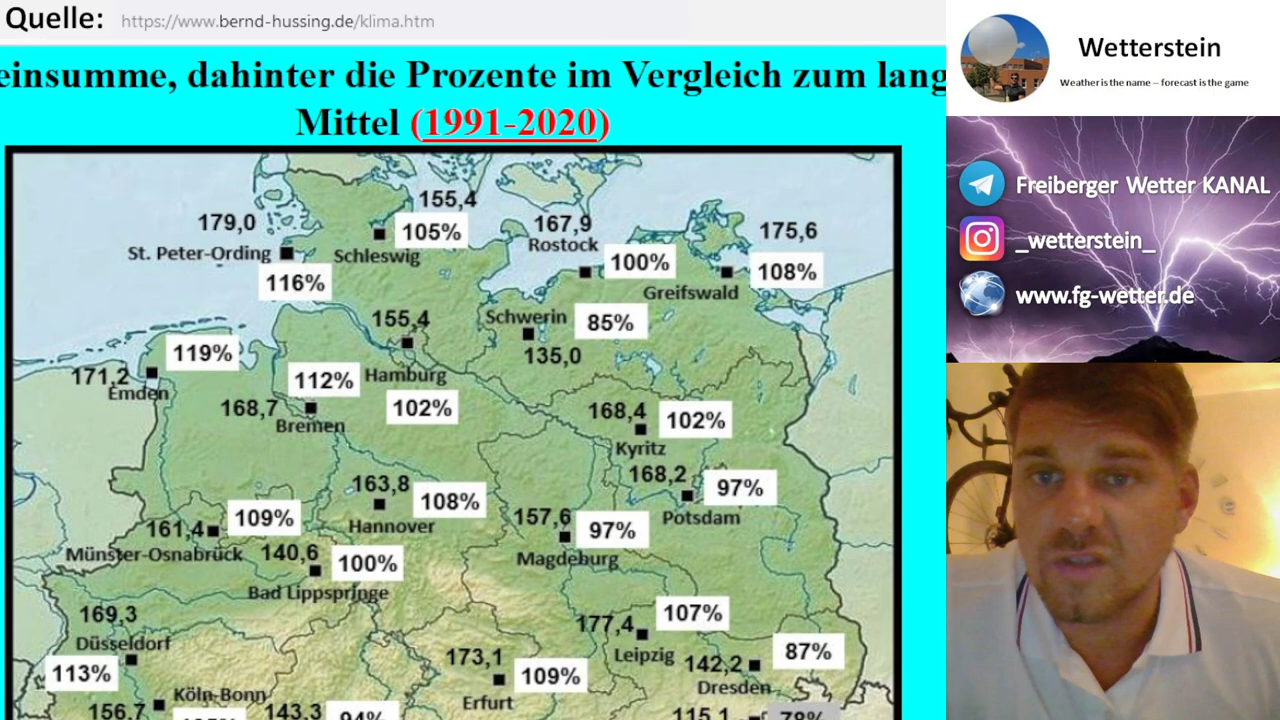 Quelle: https://www.bernd-hussing.de/klima.htm
einsumme, dahinter die Prozente im Vergleich zum lang
Mittel (1991-2020)
155,4
179,0
105%
167,9
175,6
St. Peter-Ording
Schleswig
Rostock
100%
116%
Greifswald
108%
155,4
Schwerin
85%
119%
135,0
171,2
Emden
112%
Hamburg
168,7
Bremen
102%
168,4
102%
Kyritz
163,8
108%
168,2
97%
Hannover
Potsdam
109%
161,4
157,6
97%
Münster-Osnabrück
140,6
100%
Magdeburg
Bad Lippspringe
169,3
107%
Düsseldorf
177,4
Leipzig
87%
113%
173,1
109%
142,2
Dresden
Köln-Bonn
Erfurt
156,7
143,3
94%
115,1
78%
Wetterstein
Weather is the name – forecast is the game
Freiberger Wetter KANAL
_wetterstein_
www.fg-wetter.de